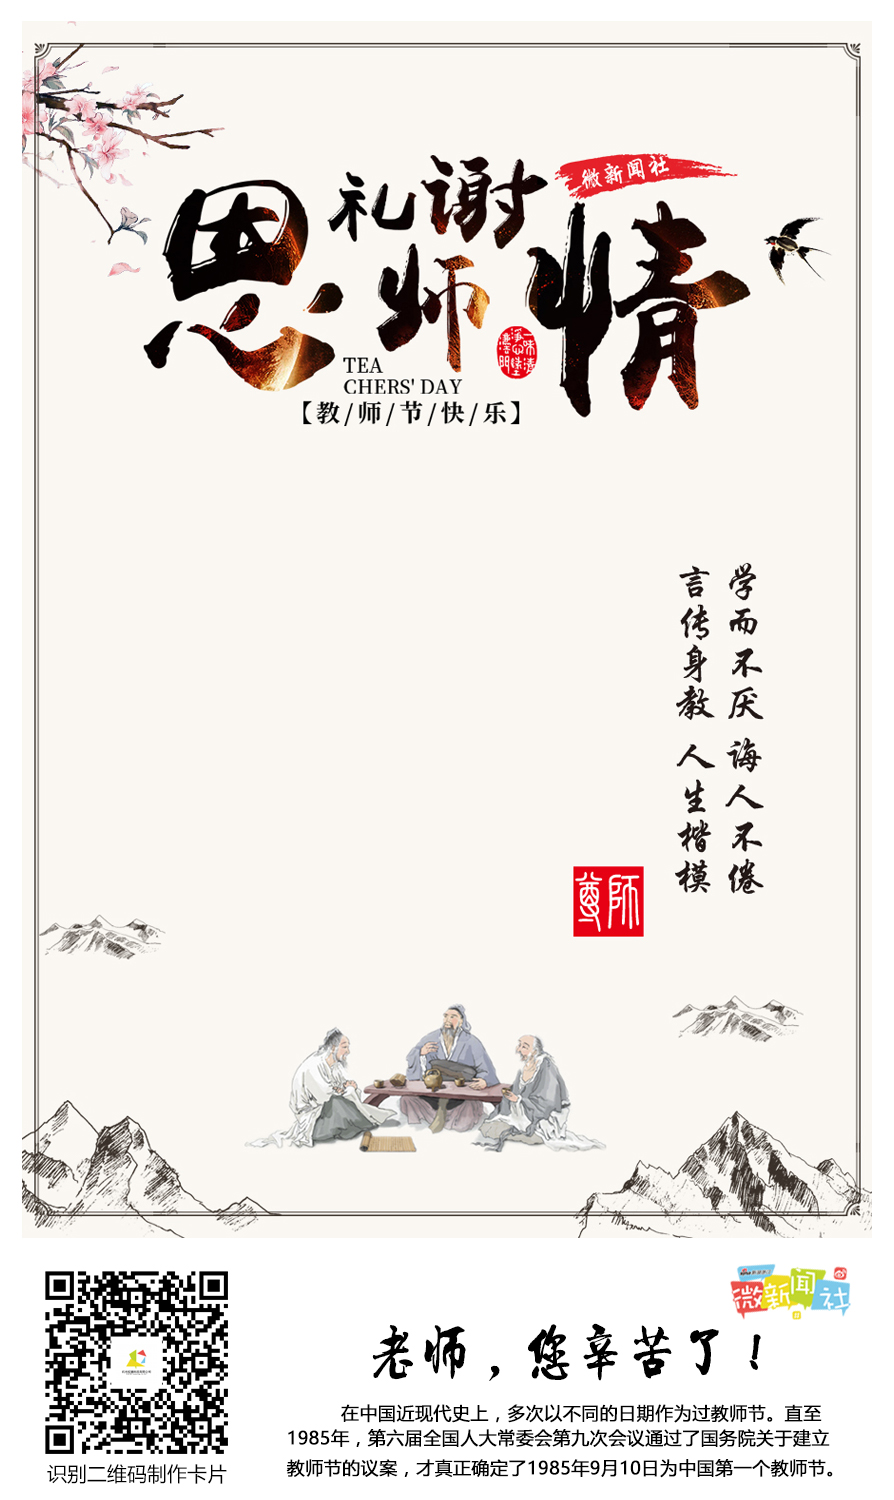 微新闻社
礼谢
恩师情
TEA
CHERS' DAY
【教/师/节/快/乐】
学而不厌 诲人不倦
言传身教 人生楷模
尊師
微新闻社
老师，您辛苦了！
在中国近现代史上，多次以不同的日期作为过教师节。直至
1985年，第六届全国人大常委会第九次会议通过了国务院关于建立
教师节的议案，才真正确定了1985年9月10日为中国第一个教师节。
识别二维码制作卡片